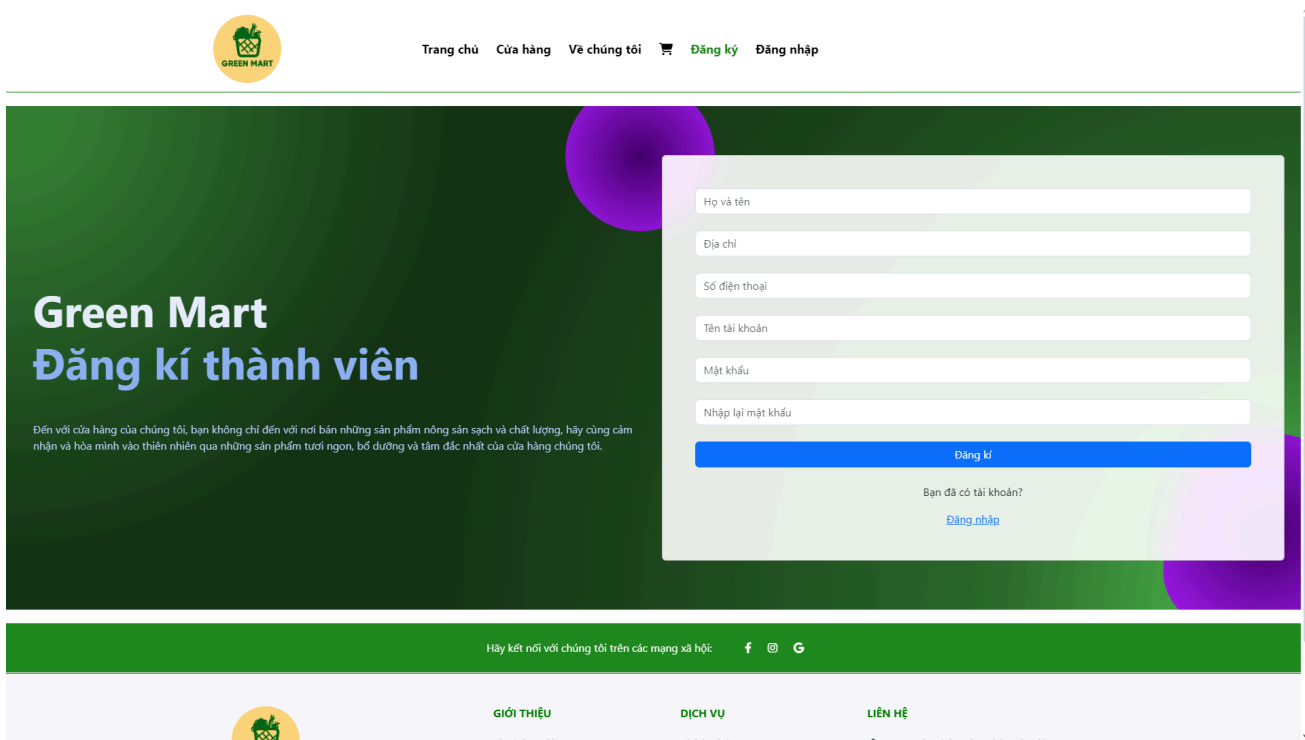 GREEN MART
Trang chủ Cửa hàng Về chúng tôi Đăng ký Đăng nhập
Green Mart
Đăng kí thành viên
Đến với cửa hàng của chúng tôi, bạn không chỉ đến với nơi bán những sản phẩm nông sản sạch và chất lượng, hãy cùng cảm
nhận và hòa mình vào thiên nhiên qua những sản phẩm tươi ngon, bổ dưỡng và tâm đắc nhất của cửa hàng chúng tôi.
Họ và tên
Địa chỉ
Số điện thoại
Tên tài khoản
Mật khẩu
Nhập lại mật khẩu
Đăng kí
Bạn đã có tài khoản?
Đăng nhập
Hãy kết nối với chúng tôi trên các mạng xã hội:
GIỚI THIỆU DỊCH VỤ LIÊN HỆ